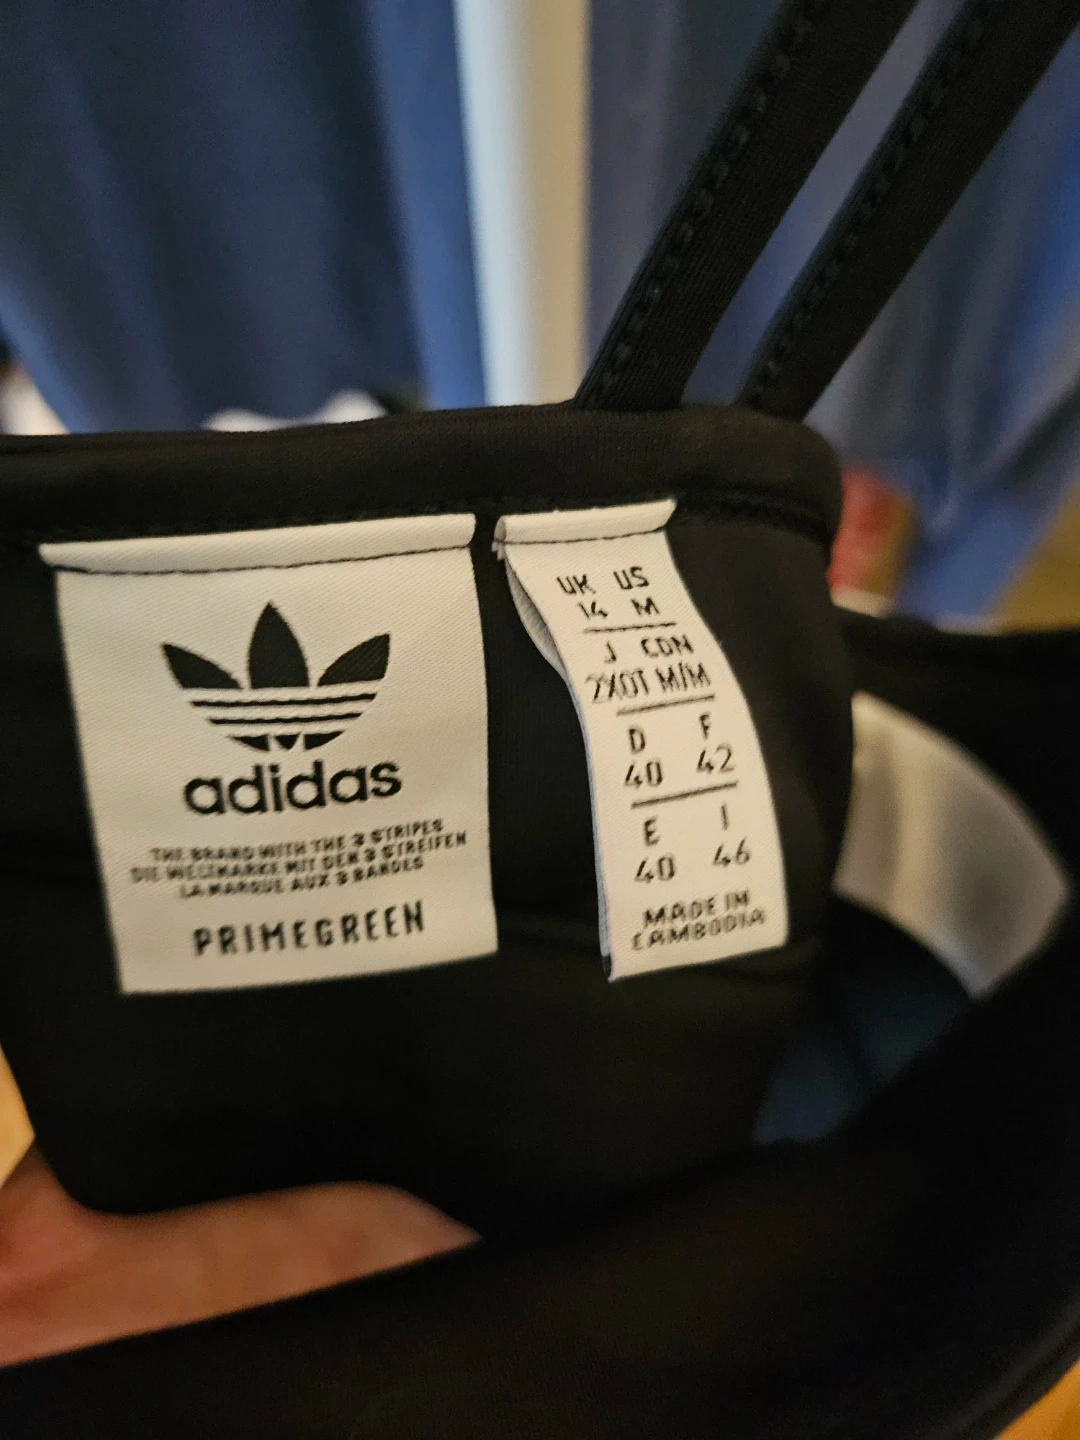 adidas
THE BRAND WITH THE 3 STRIPES
DIE WELTMARKE MIT DEN 3 STREIFEN
LA MARQUE AUX 3 BANDES
PRIMEGREEN
UK US
14 M
J CDN
2XOT M/M
D F
40 42
E I
40 46
MADE IN
CAMBODIA